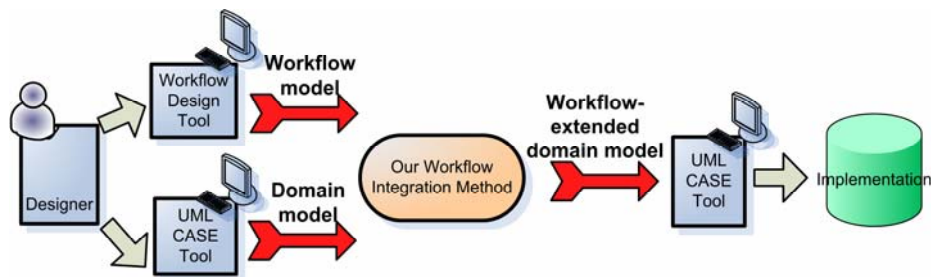 Designer
Workflow
Design
Tool
Workflow
model
UML
CASE
Tool
Domain
model
Our Workflow
Integration Method
Workflow-
extended
domain model
UML
CASE
Tool
Implementation